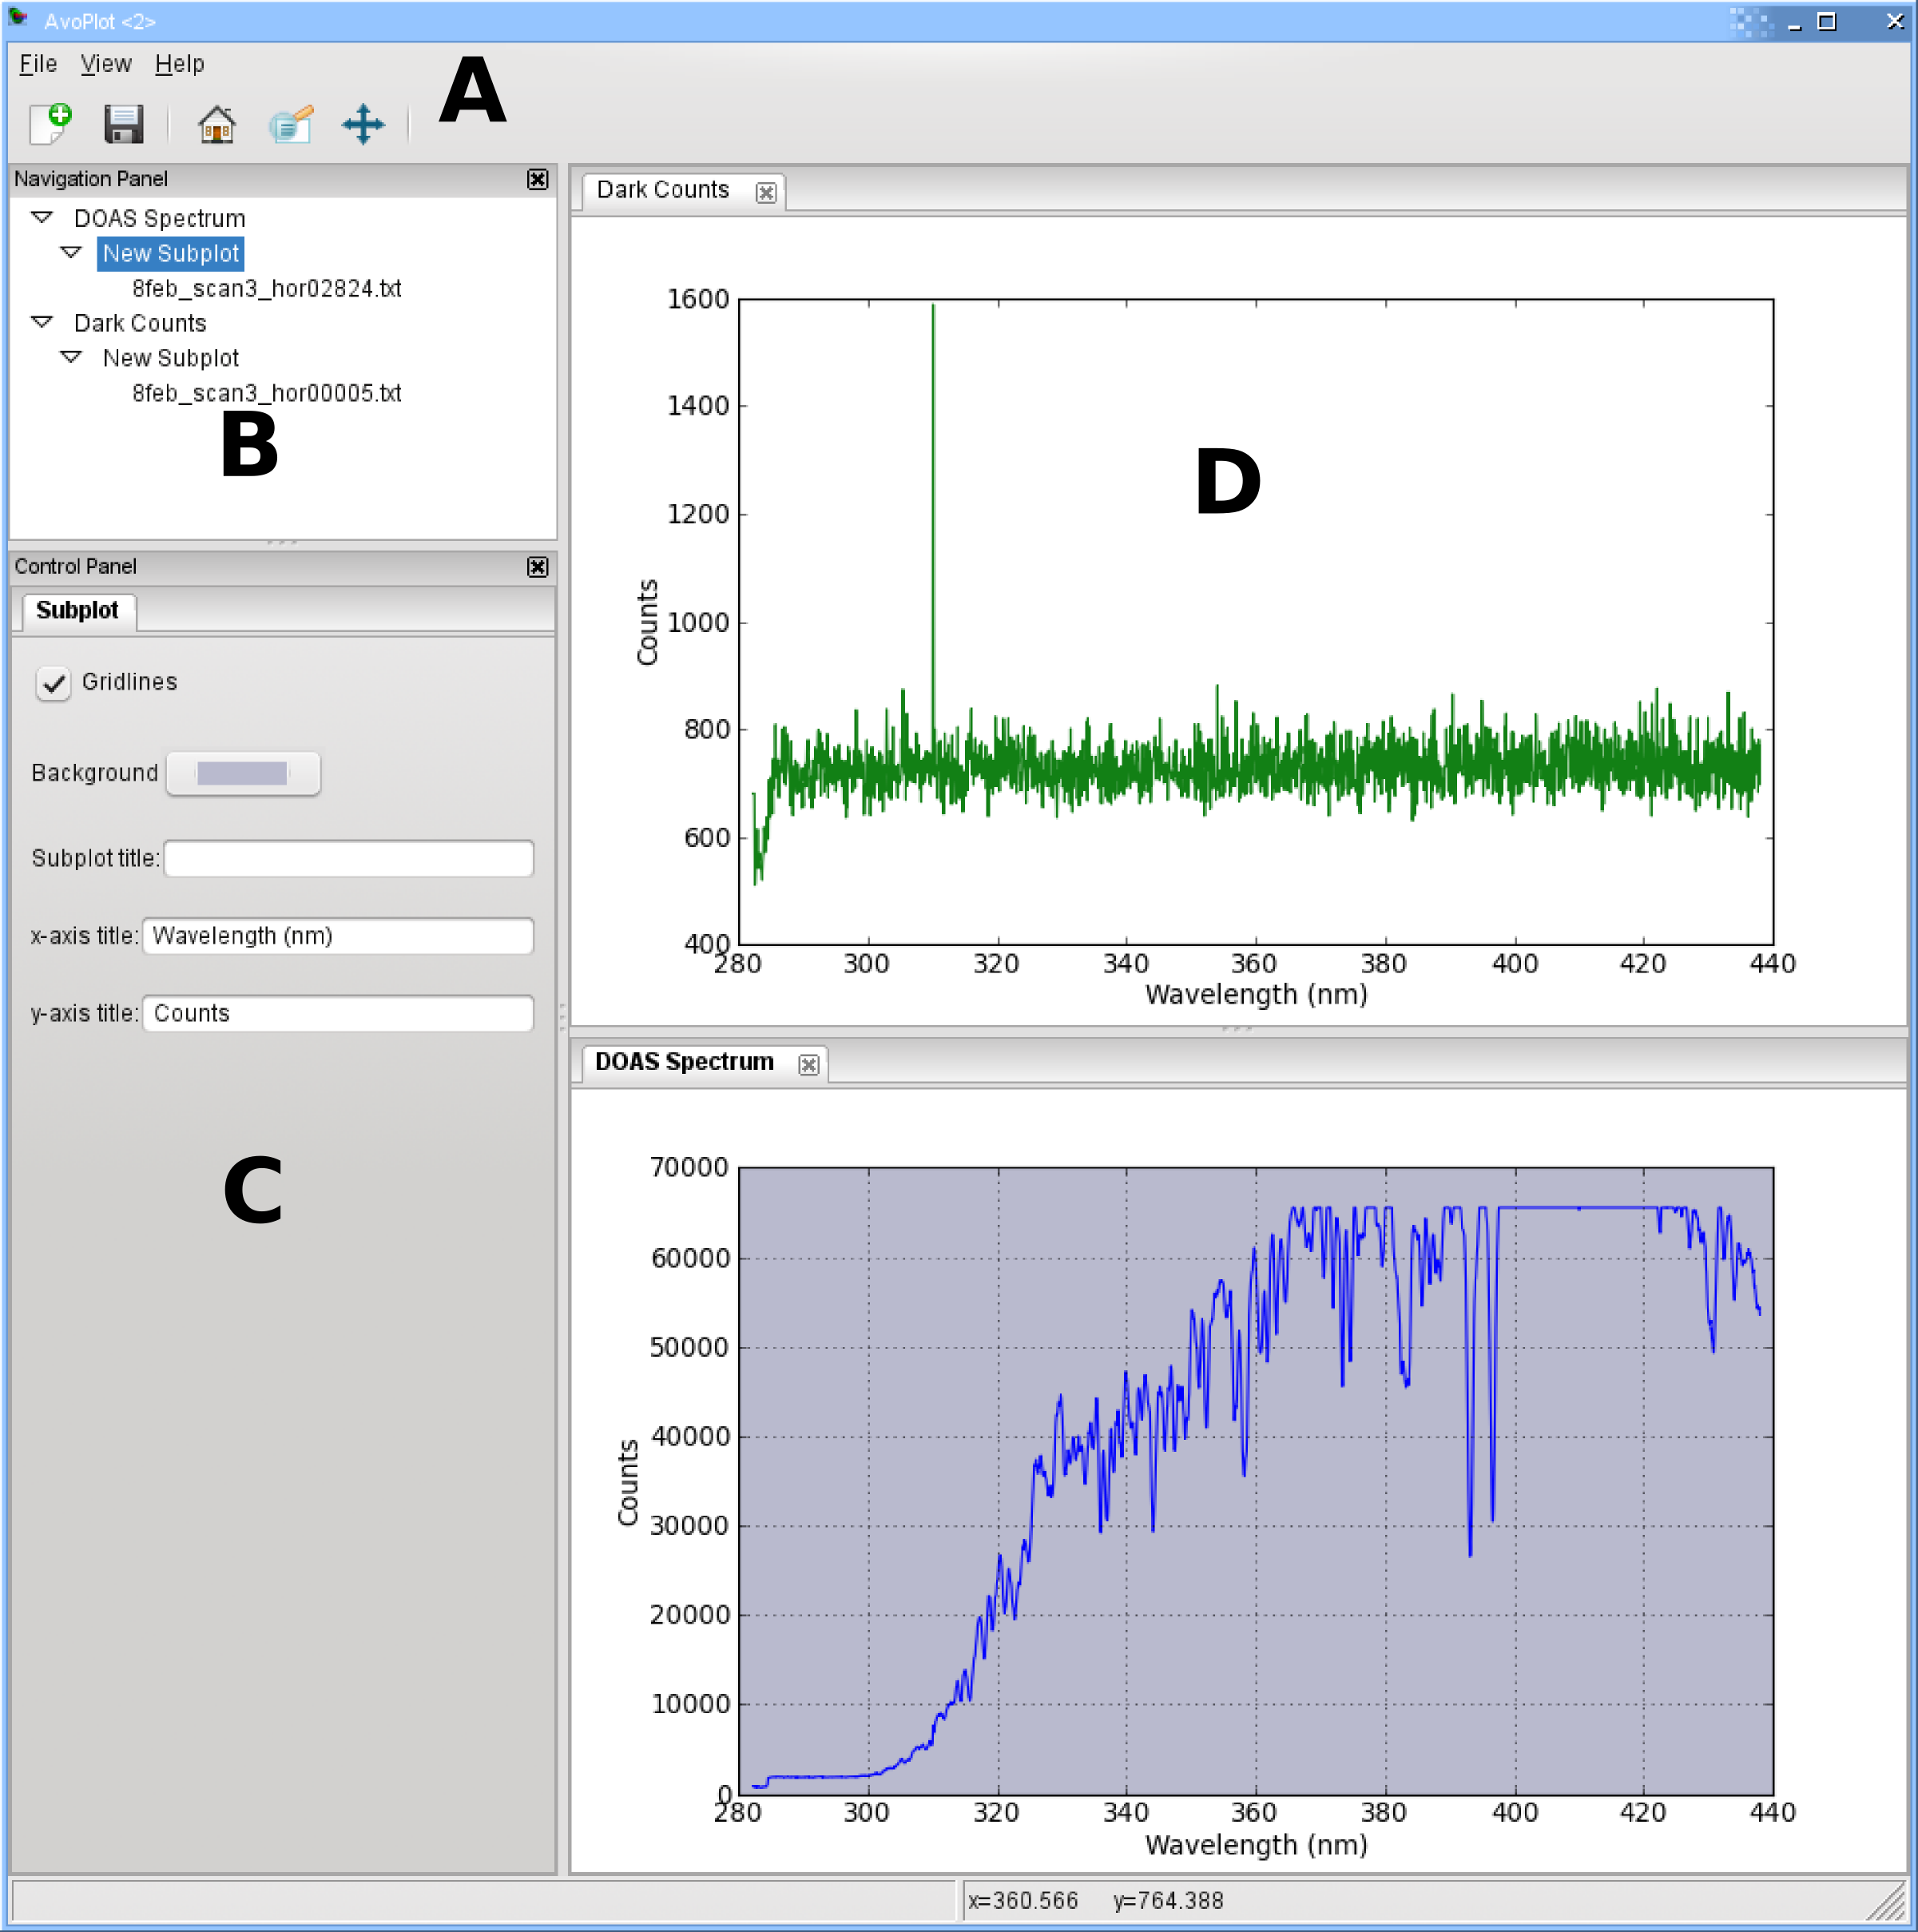 AvoPlot <2>
File View Help
A
Navigation Panel
DOAS Spectrum
New Subplot
8feb_scan3_hor02824.txt
Dark Counts
New Subplot
8feb_scan3_hor00005.txt
B
Control Panel
Subplot
Gridlines
Background
Subplot title:
x-axis title: Wavelength (nm)
y-axis title: Counts
C
Dark Counts
1600
1400
1200
1000
800
600
400
Counts
D
280 300 320 340 360 380 400 420 440
Wavelength (nm)
DOAS Spectrum
70000
60000
50000
40000
30000
20000
10000
0
Counts
280 300 320 340 360 380 400 420 440
Wavelength (nm)
x=360.566 y=764.388